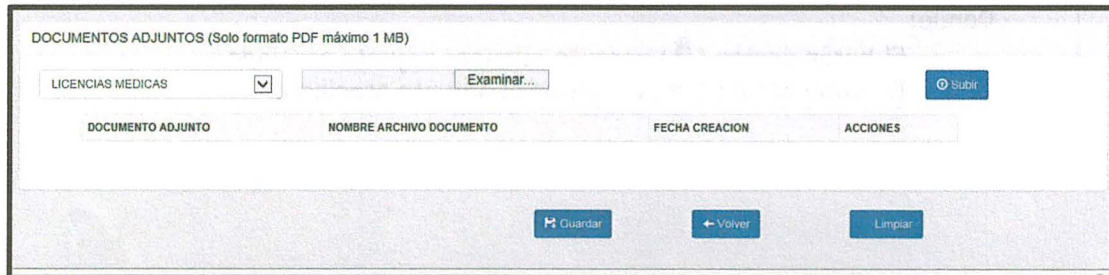 DOCUMENTOS ADJUNTOS (Solo formato PDF máximo 1 MB)
LICENCIAS MEDICAS Examinar... Subir
DOCUMENTO ADJUNTO NOMBRE ARCHIVO DOCUMENTO FECHA CREACION ACCIONES
Guardar Volver Limpiar